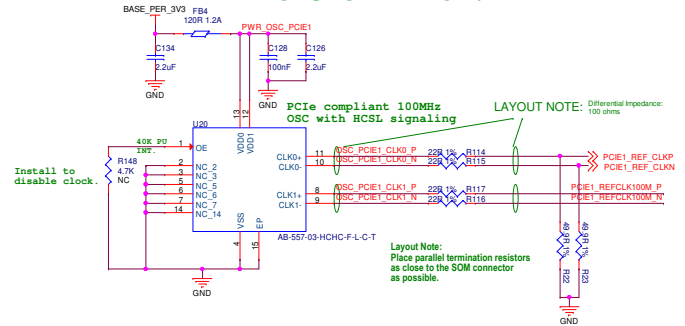 BASE_PER_3V3
FB4
120R 1.2A
PWR_OSC_PCIE1
C134
2.2uF
C128
100nF
C126
2.2uF
GND
GND
PCIe compliant 100MHz
OSC with HCSL signaling
LAYOUT NOTE:
Differential Impedance:
100 ohms
U20
13
12
VDD0
VDD1
40K PU
INT.
1
OE
Install to
disable clock.
R148
4.7K
NC
2
NC_2
3
NC_3
5
NC_5
6
NC_6
7
NC_7
14
NC_14
CLK0+
11
OSC_PCIE1_CLK0_P
22R 1%
R114
PCIE1_REF_CLKP
CLK0-
10
OSC_PCIE1_CLK0_N
22R 1%
R115
PCIE1_REF_CLKN
CLK1+
8
OSC_PCIE1_CLK1_P
22R 1%
R117
PCIE1_REFCLK100M_P
CLK1-
9
OSC_PCIE1_CLK1_N
22R 1%
R116
PCIE1_REFCLK100M_N
VSS
EP
4
15
AB-557-03-HCHC-F-L-C-T
Layout Note:
Place parallel termination resistors
as close to the SOM connector
as possible.
49.9R 1%
R22
49.9R 1%
R23
GND
GND